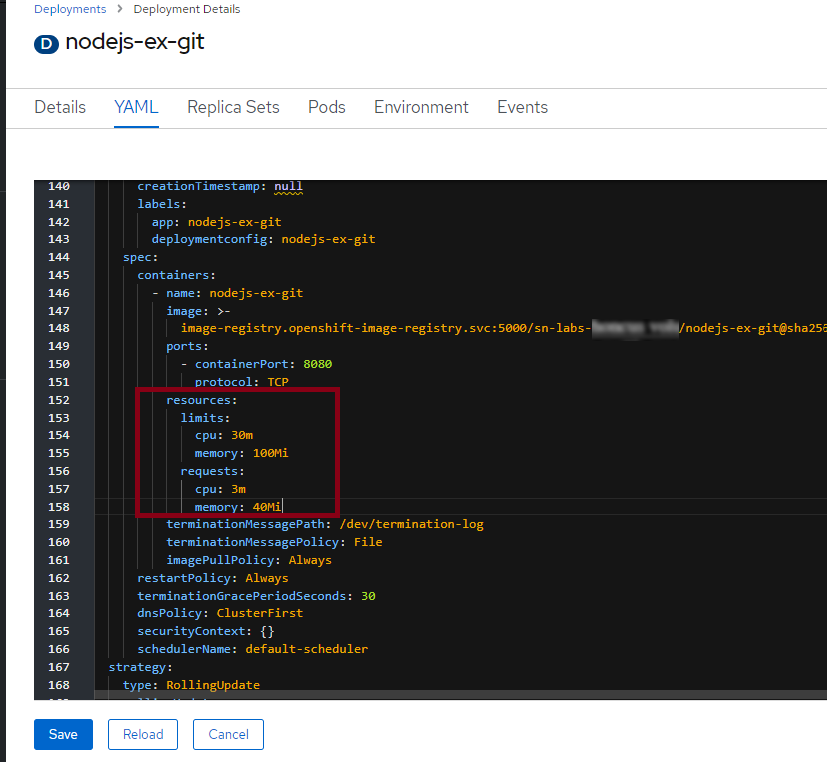 Deployments > Deployment Details
D nodejs-ex-git
Details YAML Replica Sets Pods Environment Events
140 creationTimestamp: null
141 labels:
142 app: nodejs-ex-git
143 deploymentconfig: nodejs-ex-git
144 spec:
145 containers:
146 - name: nodejs-ex-git
147 image: >-
148 image-registry.openshift-image-registry.svc:5000/sn-labs- /nodejs-ex-git@sha256
149 ports:
150 - containerPort: 8080
151 protocol: TCP
152 resources:
153 limits:
154 cpu: 30m
155 memory: 100Mi
156 requests:
157 cpu: 3m
158 memory: 40Mi
159 terminationMessagePath: /dev/termination-log
160 terminationMessagePolicy: File
161 imagePullPolicy: Always
162 restartPolicy: Always
163 terminationGracePeriodSeconds: 30
164 dnsPolicy: ClusterFirst
165 securityContext: {}
166 schedulerName: default-scheduler
167 strategy:
168 type: RollingUpdate
Save Reload Cancel